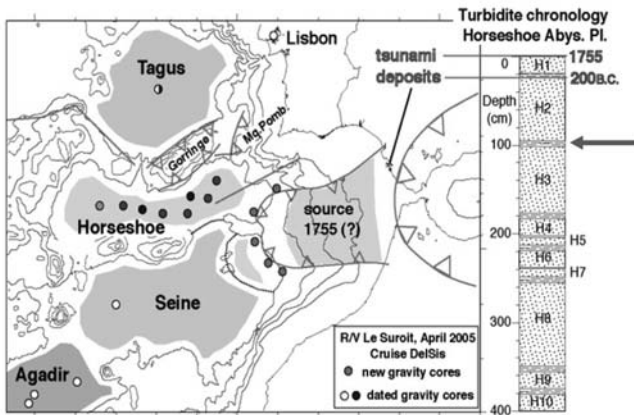 Turbidite chronology
Horseshoe Abys. Pl.
Lisbon
tsunami
deposits
1755
200B.C.
Depth
(cm)
0
100
200
300
400
H1
H2
H3
H4
H5
H6
H7
H8
H9
H10
Tagus
Gorringe
Mq.Pomb.
Horseshoe
source
1755 (?)
Seine
Agadir
R/V Le Suroit, April 2005
Cruise DelSis
new gravity cores
dated gravity cores